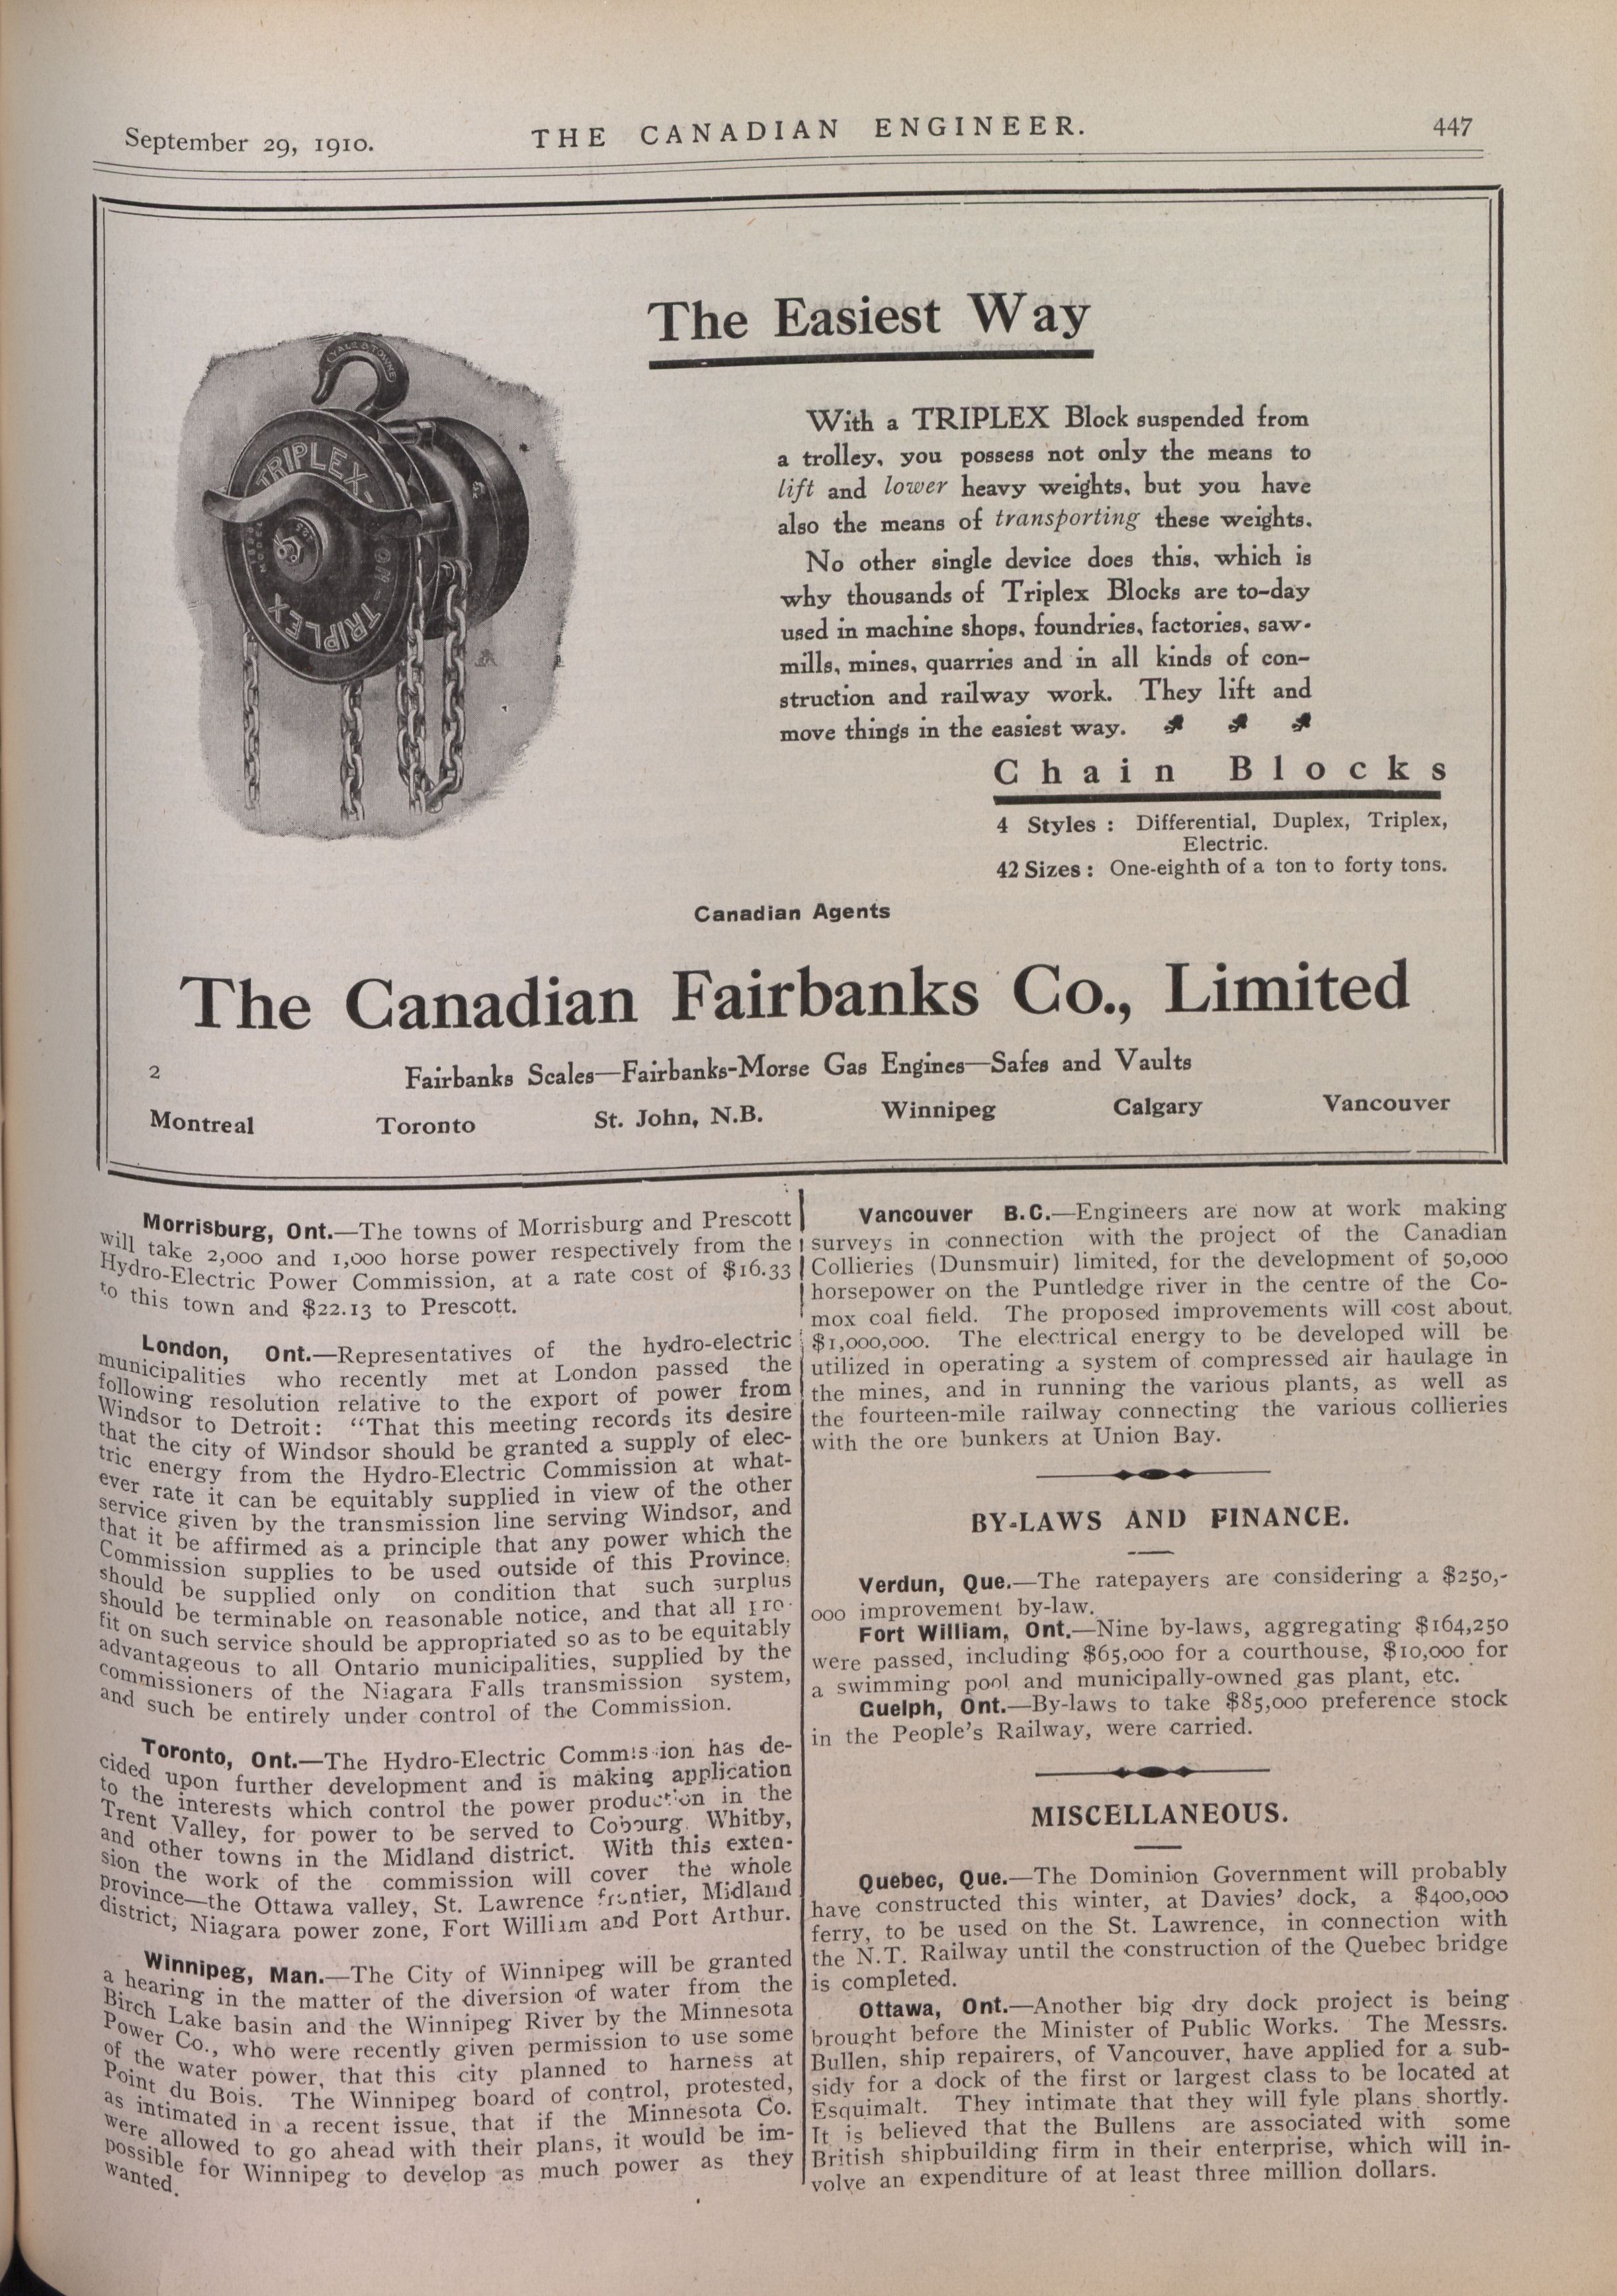 September 29, 1910.
THE CANADIAN ENGINEER.
447
The Easiest Way
YALE & TOWNE
TRIPLEX
TRIPLEX
With a TRIPLEX Block suspended from
a trolley, you possess not only the means to
lift and lower heavy weights, but you have
also the means of transporting these weights.
No other single device does this, which is
why thousands of Triplex Blocks are to-day
used in machine shops, foundries, factories, saw-
mills, mines, quarries and in all kinds of con-
struction and railway work. They lift and
move things in the easiest way.
Chain Blocks
4 Styles: Differential, Duplex, Triplex,
Electric.
42 Sizes: One-eighth of a ton to forty tons.
Canadian Agents
The Canadian Fairbanks Co., Limited
2
Fairbanks Scales—Fairbanks-Morse Gas Engines—Safes and Vaults
Montreal Toronto St. John, N.B. Winnipeg Calgary Vancouver
Morrisburg, Ont.—The towns of Morrisburg and Prescott
will take 2,000 and 1,000 horse power respectively from the
Hydro-Electric Power Commission, at a rate cost of $16.33
to this town and $22.13 to Prescott.
London, Ont.—Representatives of the hydro-electric
municipalities who recently met at London passed the
following resolution relative to the export of power from
Windsor to Detroit: "That this meeting records its desire
that the city of Windsor should be granted a supply of elec-
tric energy from the Hydro-Electric Commission at what-
ever rate it can be equitably supplied in view of the other
service given by the transmission line serving Windsor, and
that it be affirmed as a principle that any power which the
Commission supplies to be used outside of this Province,
should be supplied only on condition that such surplus
should be terminable on reasonable notice, and that all pro-
fit on such service should be appropriated so as to be equitably
advantageous to all Ontario municipalities, supplied by the
commissioners of the Niagara Falls transmission system,
and such be entirely under control of the Commission.
Toronto, Ont.—The Hydro-Electric Commission has de-
cided upon further development and is making application
to the interests which control the power production in the
Trent Valley, for power to be served to Cobourg, Whitby,
and other towns in the Midland district. With this exten-
sion the work of the commission will cover the whole
province—the Ottawa valley, St. Lawrence frontier, Midland
district, Niagara power zone, Fort William and Port Arthur.
Winnipeg, Man.—The City of Winnipeg will be granted
a hearing in the matter of the diversion of water from the
Birch Lake basin and the Winnipeg River by the Minnesota
Power Co., who were recently given permission to use some
of the water power, that this city planned to harness at
Point du Bois. The Winnipeg board of control, protested,
as intimated in a recent issue, that if the Minnesota Co.
were allowed to go ahead with their plans, it would be im-
possible for Winnipeg to develop as much power as they
wanted.
Vancouver B.C.—Engineers are now at work making
surveys in connection with the project of the Canadian
Collieries (Dunsmuir) limited, for the development of 50,000
horsepower on the Puntledge river in the centre of the Co-
mox coal field. The proposed improvements will cost about
$1,000,000. The electrical energy to be developed will be
utilized in operating a system of compressed air haulage in
the mines, and in running the various plants, as well as
the fourteen-mile railway connecting the various collieries
with the ore bunkers at Union Bay.
BY-LAWS AND FINANCE.
Verdun, Que.—The ratepayers are considering a $250,-
000 improvement by-law.
Fort William, Ont.—Nine by-laws, aggregating $164,250
were passed, including $65,000 for a courthouse, $10,000 for
a swimming pool and municipally-owned gas plant, etc.
Guelph, Ont.—By-laws to take $85,000 preference stock
in the People's Railway, were carried.
MISCELLANEOUS.
Quebec, Que.—The Dominion Government will probably
have constructed this winter, at Davies' dock, a $400,000
ferry, to be used on the St. Lawrence, in connection with
the N.T. Railway until the construction of the Quebec bridge
is completed.
Ottawa, Ont.—Another big dry dock project is being
brought before the Minister of Public Works. The Messrs.
Bullen, ship repairers, of Vancouver, have applied for a sub-
sidy for a dock of the first or largest class to be located at
Esquimalt. They intimate that they will fyle plans shortly.
It is believed that the Bullens are associated with some
British shipbuilding firm in their enterprise, which will in-
volve an expenditure of at least three million dollars.